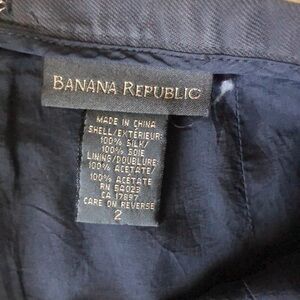 BANANA REPUBLIC
MADE IN CHINA
SHELL/EXTÉRIEUR:
100% SILK/
100% SOIE
LINING/DOUBLURE:
100% ACETATE/
100% ACETATE
RN 54023
CA 17897
CARE ON REVERSE
2